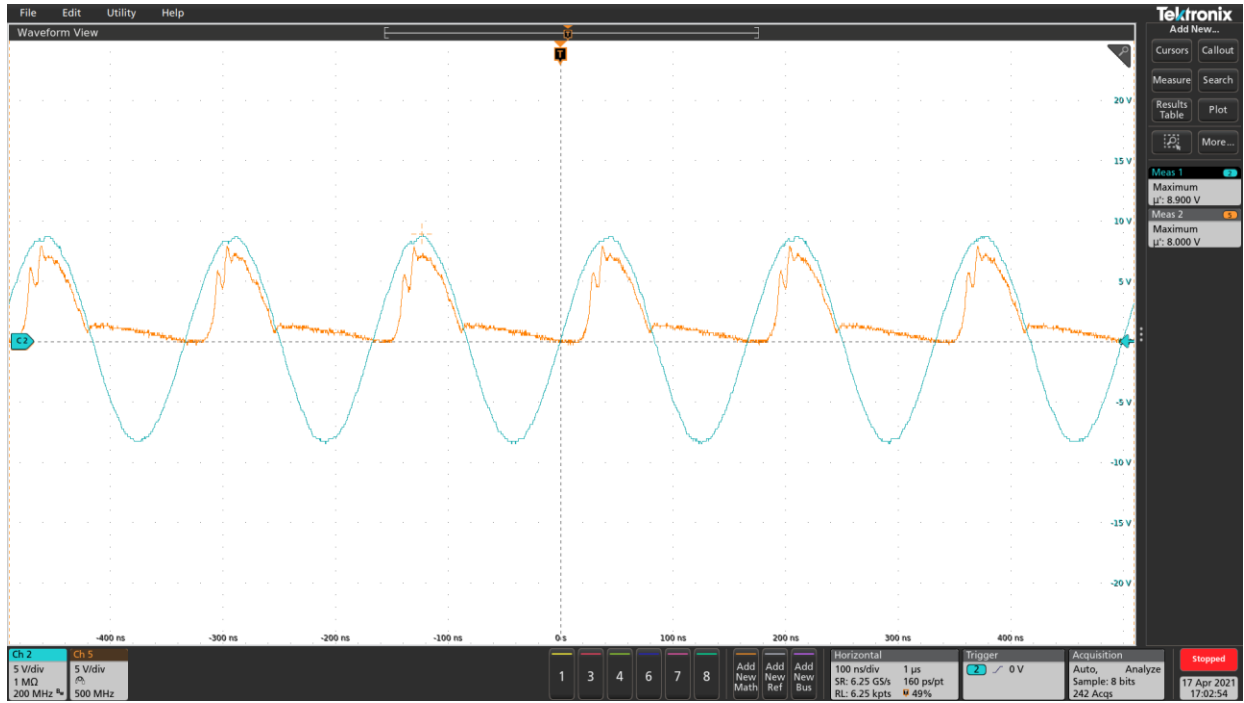 File Edit Utility Help
Tektronix
Waveform View
Add New...
T
T
Cursors Callout
Measure Search
Results Table Plot
More...
Meas 1 2
Maximum
μ': 8.900 V
Meas 2 5
Maximum
μ': 8.000 V
20 V
15 V
10 V
5 V
C2
-5 V
-10 V
-15 V
-20 V
-400 ns -300 ns -200 ns -100 ns 0 s 100 ns 200 ns 300 ns 400 ns
Ch 2
5 V/div
1 MΩ
200 MHz
Ch 5
5 V/div
500 MHz
1 3 4 6 7 8
Add New Math
Add New Ref
Add New Bus
Horizontal
100 ns/div 1 μs
SR: 6.25 GS/s 160 ps/pt
RL: 6.25 kpts 49%
Trigger
2 0 V
Acquisition
Auto, Analyze
Sample: 8 bits
242 Acqs
Stopped
17 Apr 2021
17:02:54